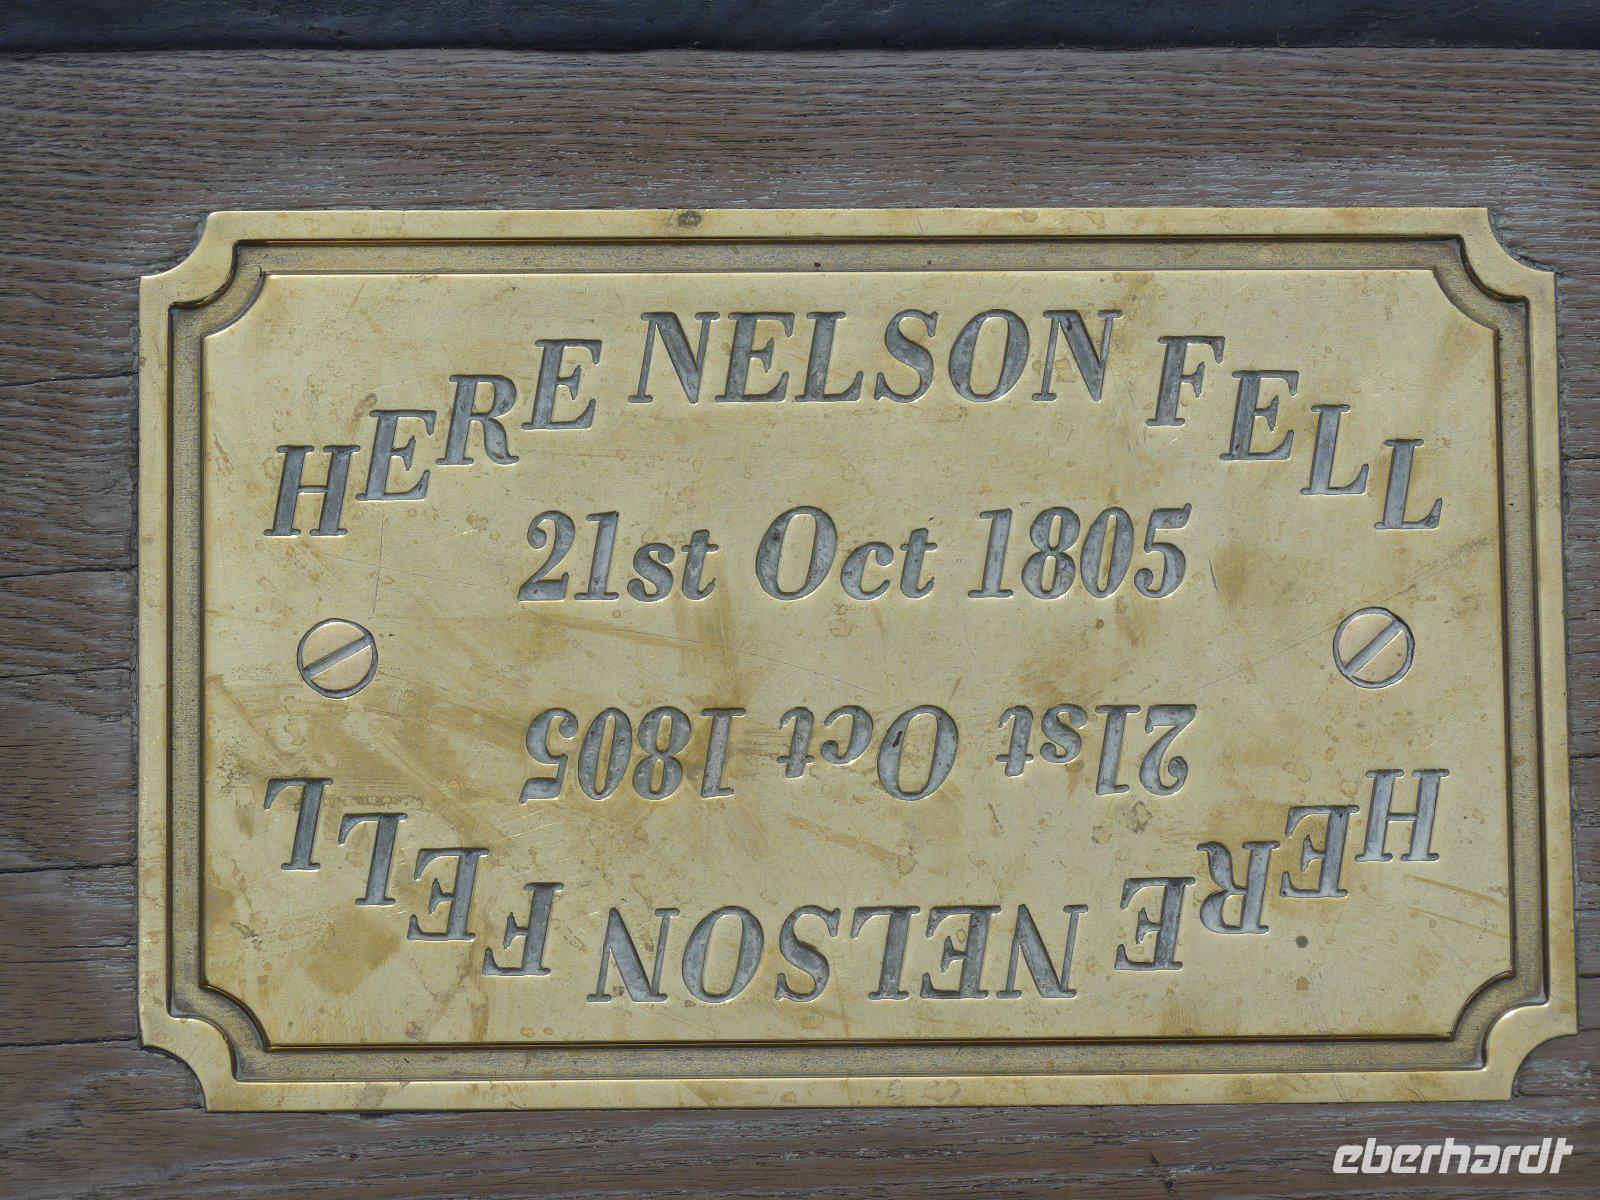 HERE NELSON FELL
21st Oct 1805
21st Oct 1805
HERE NELSON FELL
eberhardt